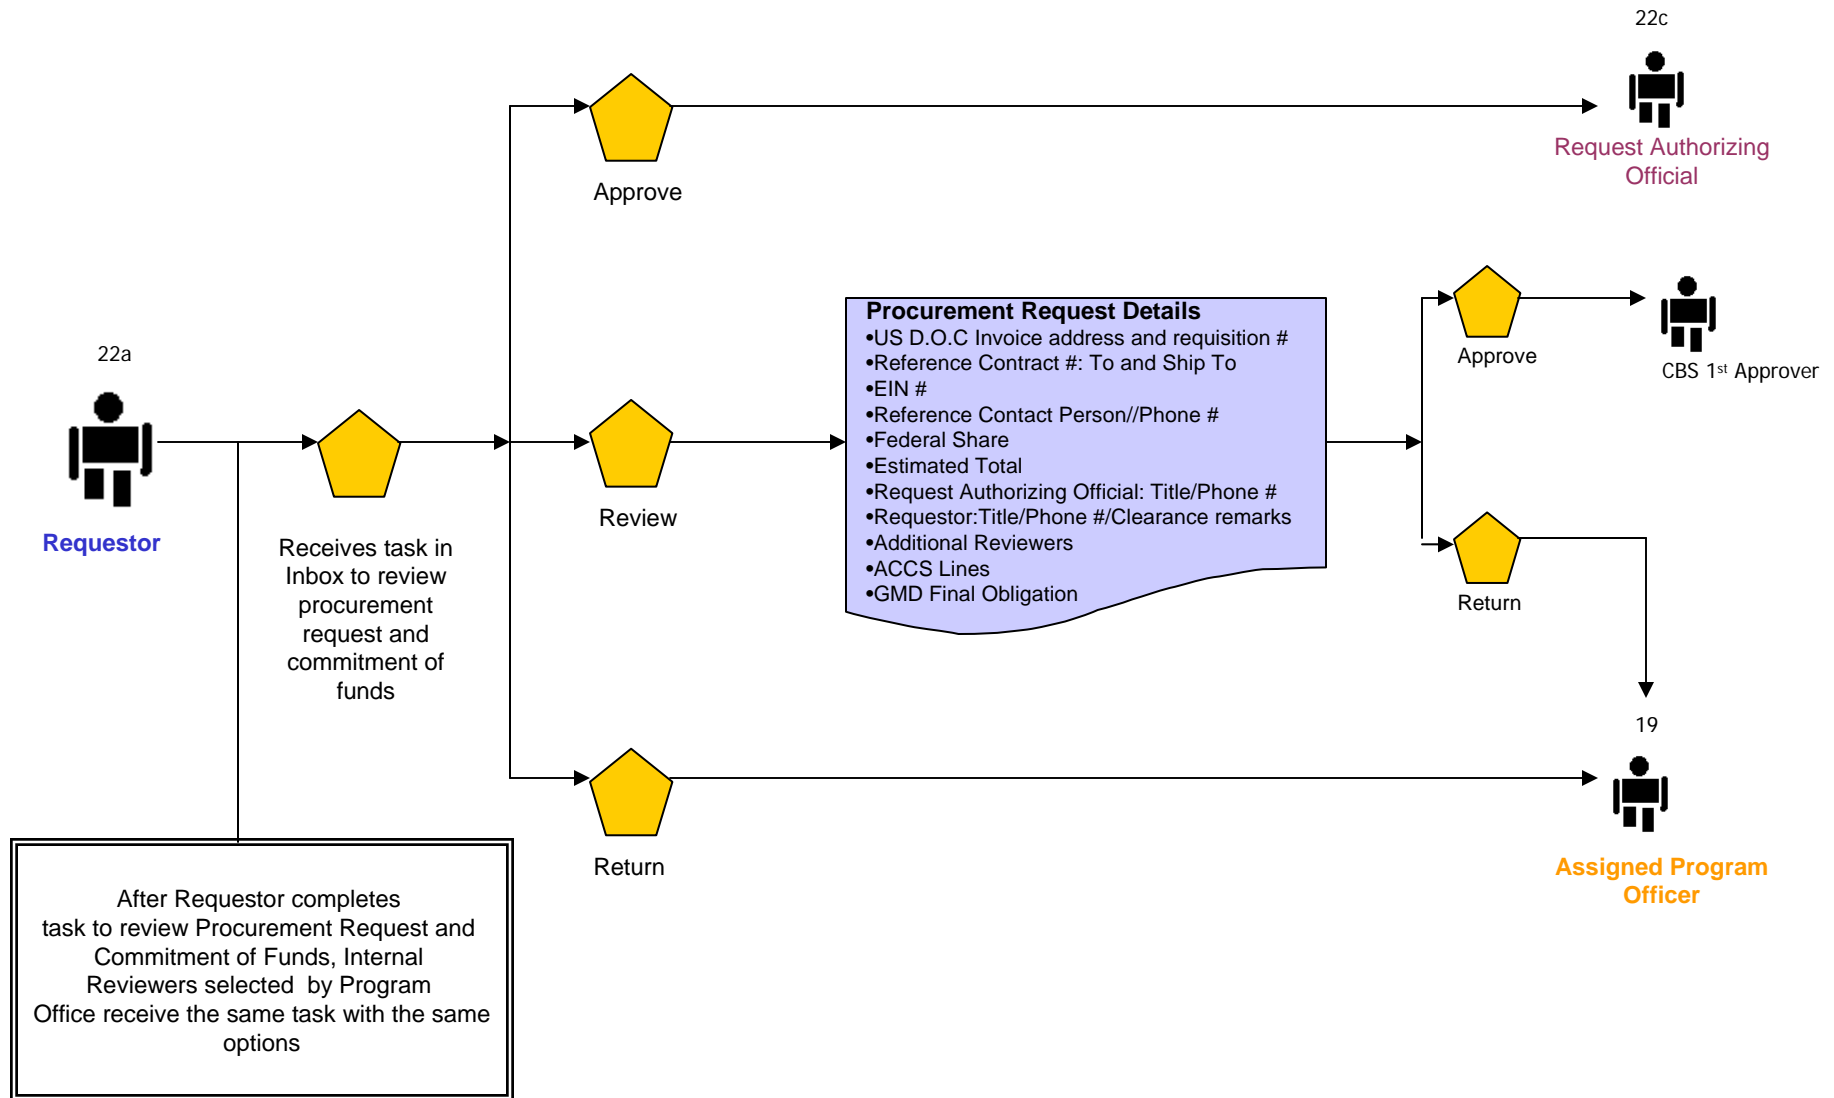 22c
Request Authorizing
Official
Approve
22a
Requestor
Receives task in
Inbox to review
procurement
request and
commitment of
funds
Review
Procurement Request Details
•US D.O.C Invoice address and requisition #
•Reference Contract #: To and Ship To
•EIN #
•Reference Contact Person//Phone #
•Federal Share
•Estimated Total
•Request Authorizing Official: Title/Phone #
•Requestor:Title/Phone #/Clearance remarks
•Additional Reviewers
•ACCS Lines
•GMD Final Obligation
Approve
CBS 1st Approver
Return
19
Assigned Program
Officer
Return
After Requestor completes
task to review Procurement Request and
Commitment of Funds, Internal
Reviewers selected  by Program
Office receive the same task with the same
options